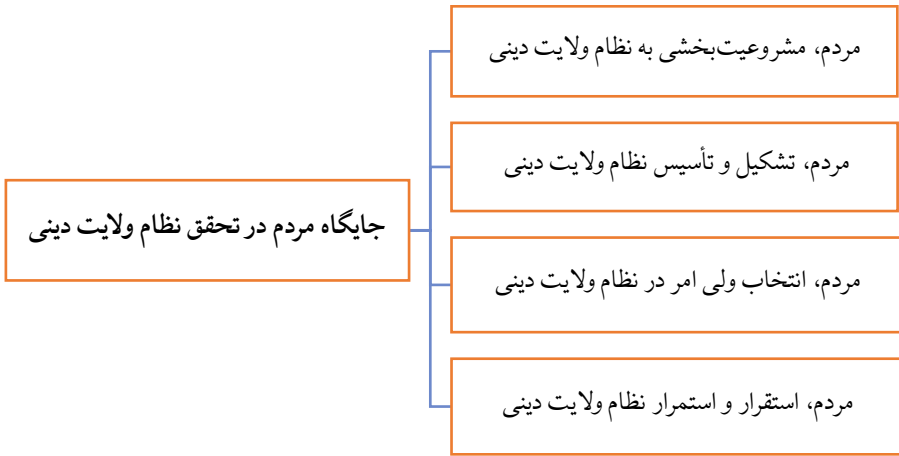 مردم، مشروعیت‌بخشی به نظام ولایت دینی
مردم، تشکیل و تأسیس نظام ولایت دینی
جایگاه مردم در تحقق نظام ولایت دینی
مردم، انتخاب ولی امر در نظام ولایت دینی
مردم، استقرار و استمرار نظام ولایت دینی